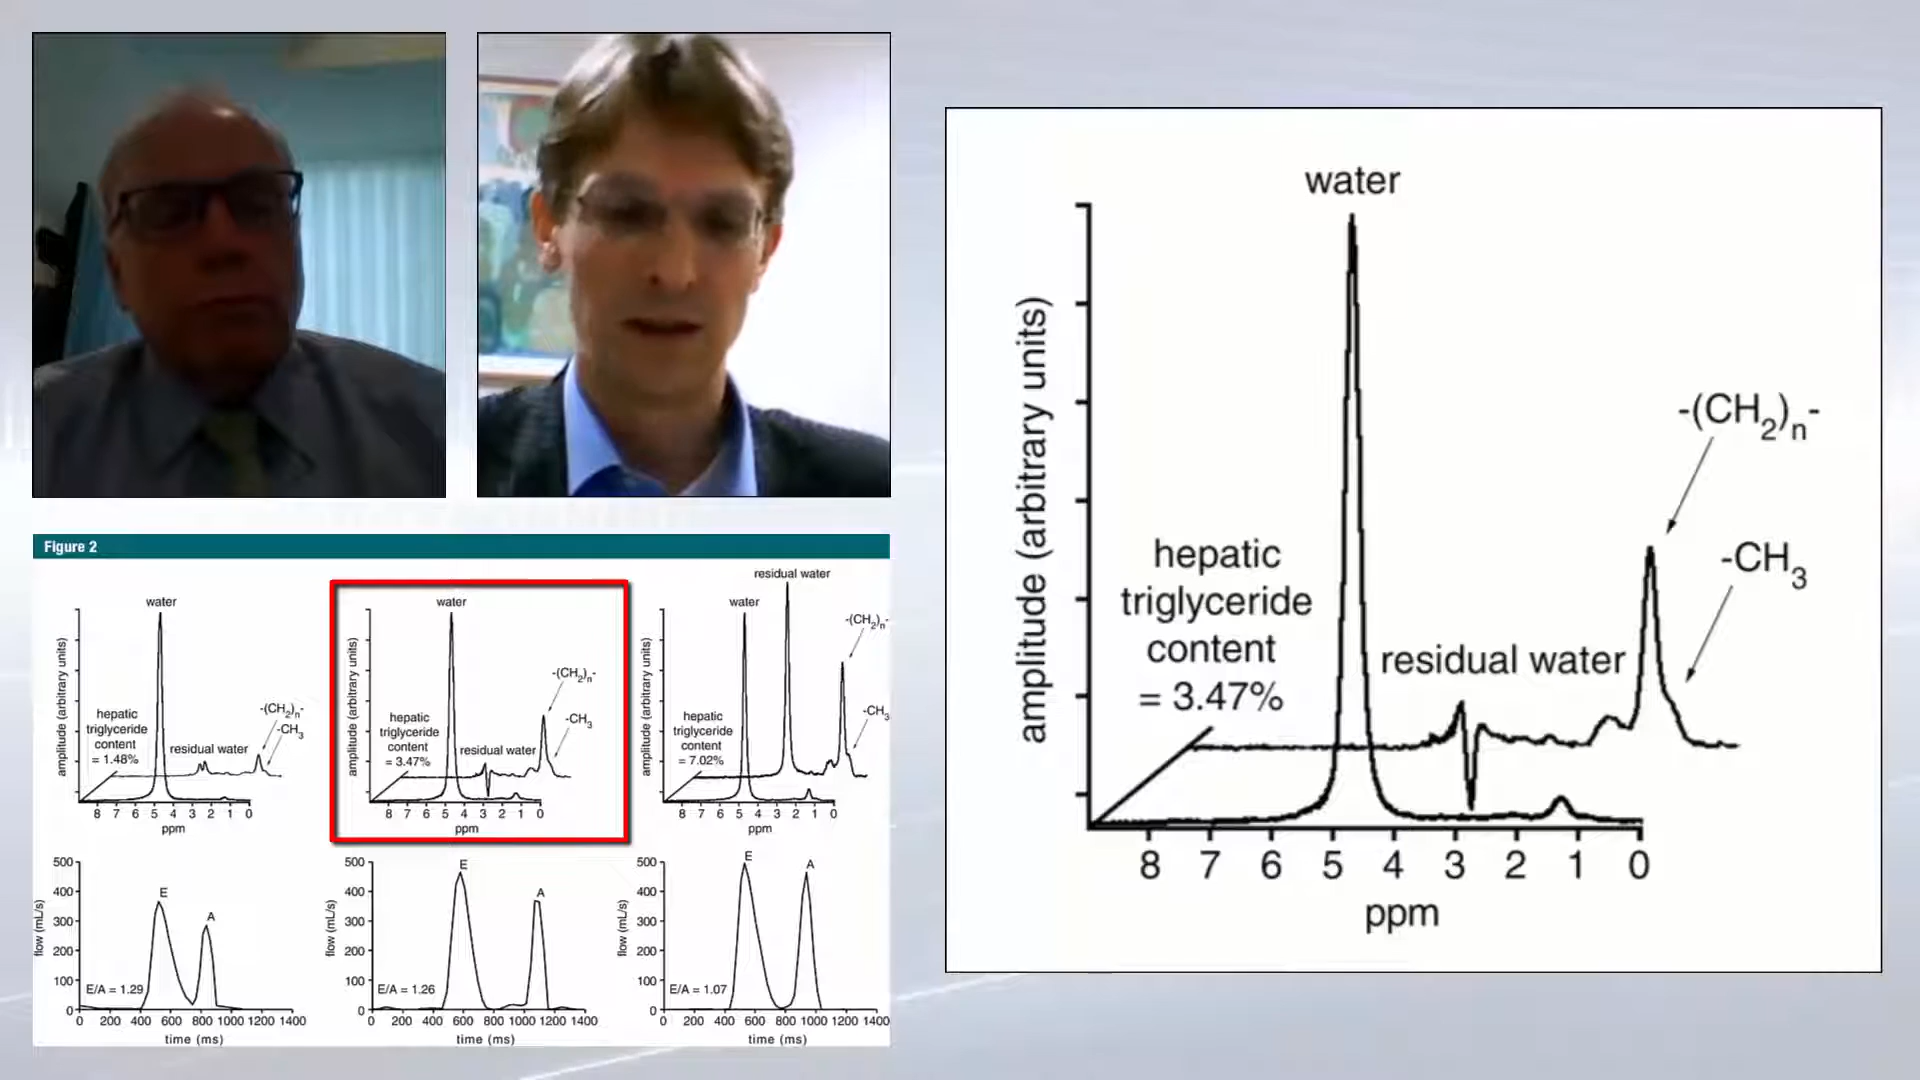 Figure 2
water
amplitude (arbitrary units)
hepatic
triglyceride
content
= 1.48%
residual water
-(CH2)n-
-CH3
8 7 6 5 4 3 2 1 0
ppm
water
amplitude (arbitrary units)
hepatic
triglyceride
content
= 3.47%
residual water
-(CH2)n-
-CH3
8 7 6 5 4 3 2 1 0
ppm
residual water
water
amplitude (arbitrary units)
hepatic
triglyceride
content
= 7.02%
-(CH2)n-
-CH3
8 7 6 5 4 3 2 1 0
ppm
500
400
300
200
100
0
flow (mL/s)
E
A
E/A = 1.29
0 200 400 600 800 1000 1200 1400
time (ms)
500
400
300
200
100
0
flow (mL/s)
E
A
E/A = 1.26
0 200 400 600 800 1000 1200 1400
time (ms)
500
400
300
200
100
0
flow (mL/s)
E
A
E/A = 1.07
0 200 400 600 800 1000 1200 1400
time (ms)
water
amplitude (arbitrary units)
-(CH2)n-
-CH3
hepatic
triglyceride
content
= 3.47%
residual water
8 7 6 5 4 3 2 1 0
ppm